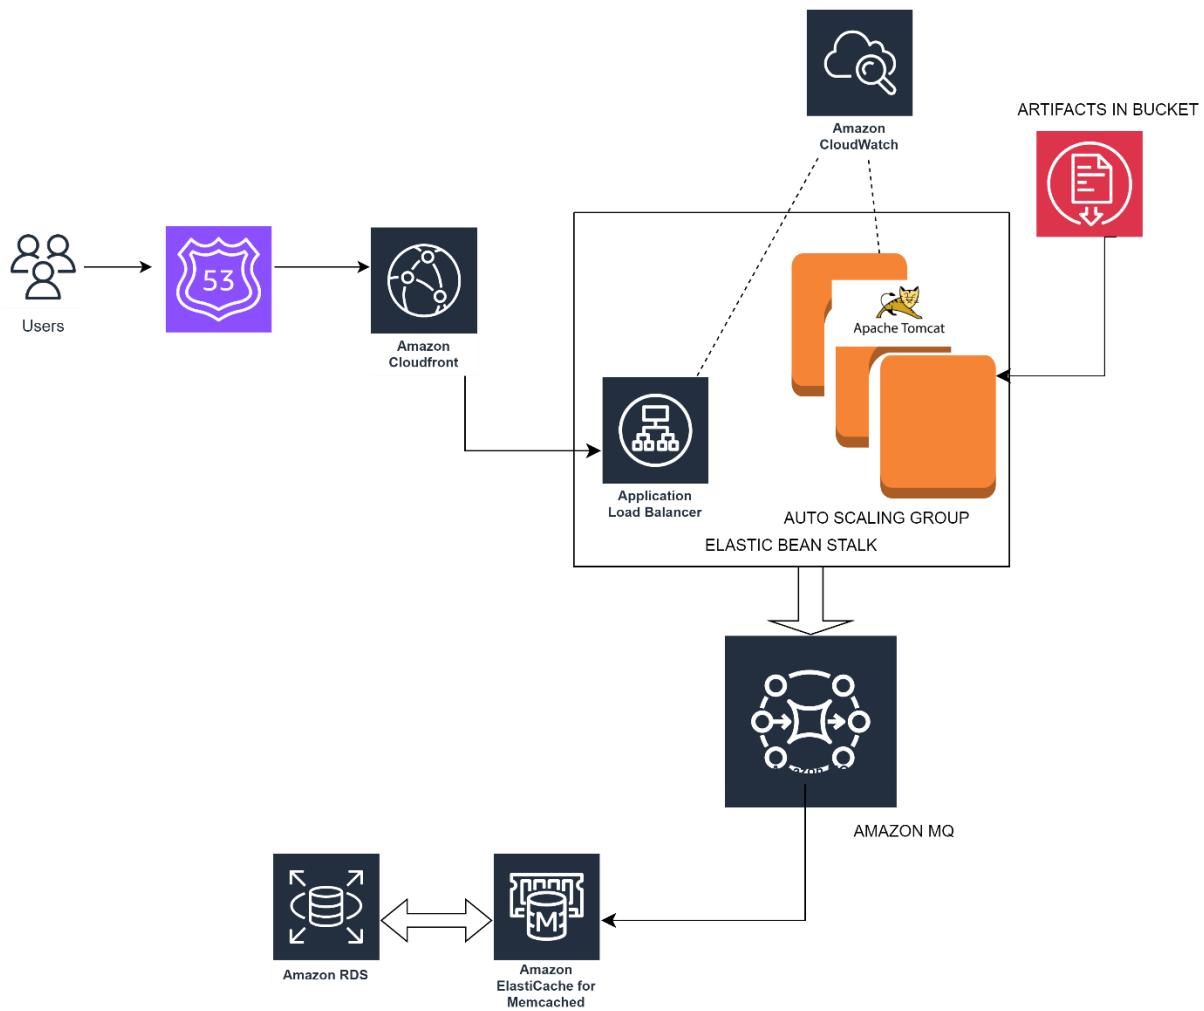 Amazon
CloudWatch
ARTIFACTS IN BUCKET
Users
53
Amazon
Cloudfront
Apache Tomcat
Application
Load Balancer
AUTO SCALING GROUP
ELASTIC BEAN STALK
AMAZON MQ
Amazon RDS
M
Amazon
ElastiCache for
Memcached